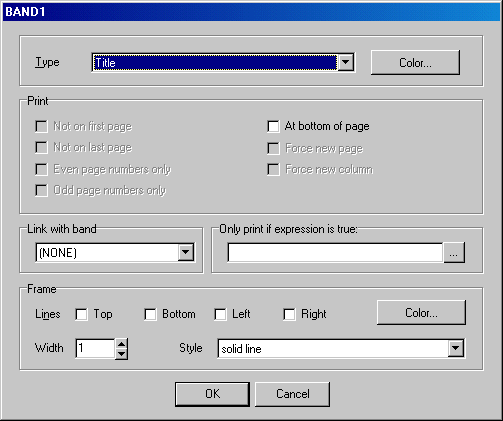 BAND1
Type Title Color...
Print
Not on first page At bottom of page
Not on last page Force new page
Even page numbers only Force new column
Odd page numbers only
Link with band Only print if expression is true:
(NONE) ...
Frame
Lines Top Bottom Left Right Color...
Width 1 Style solid line
OK Cancel